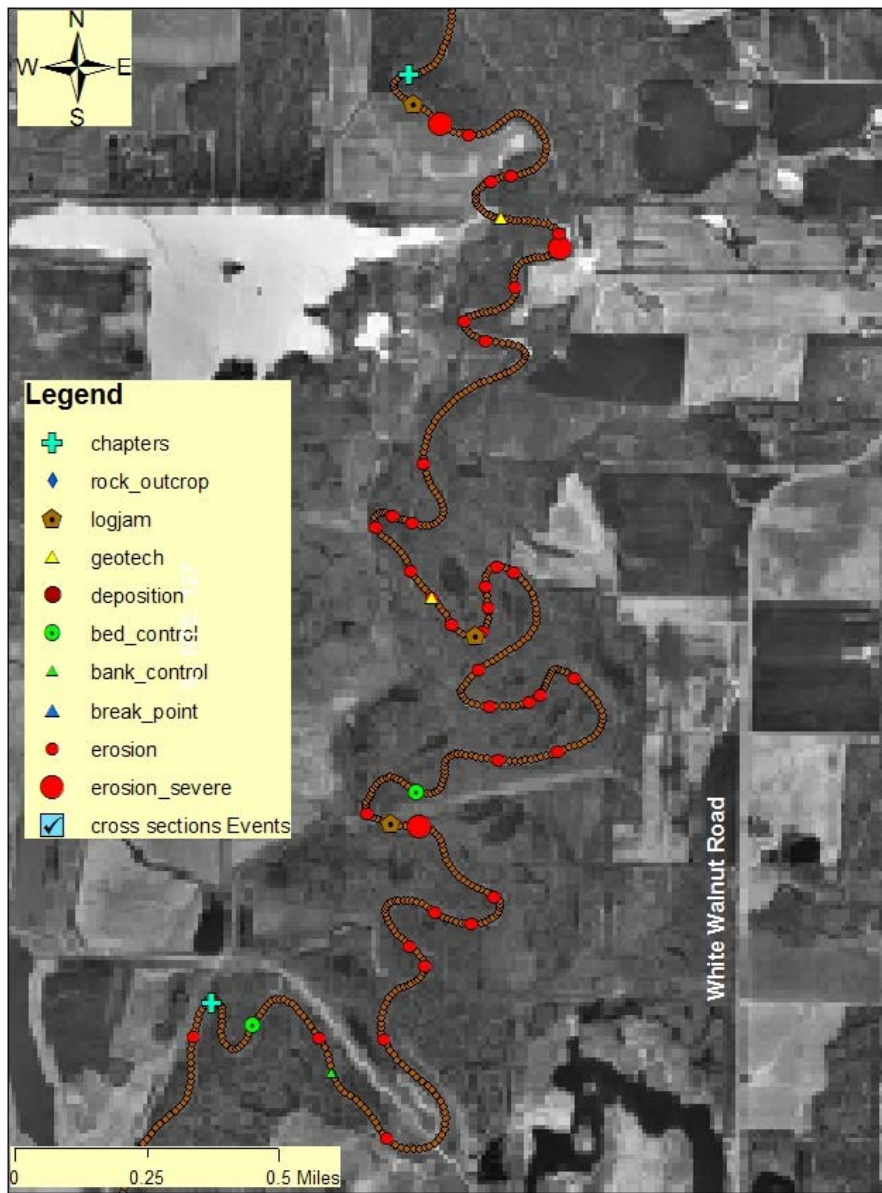 N
W E
S
Legend
chapters
rock_outcrop
logjam
geotech
deposition
bed_control
bank_control
break_point
erosion
erosion_severe
cross sections Events
White Walnut Road
0 0.25 0.5 Miles